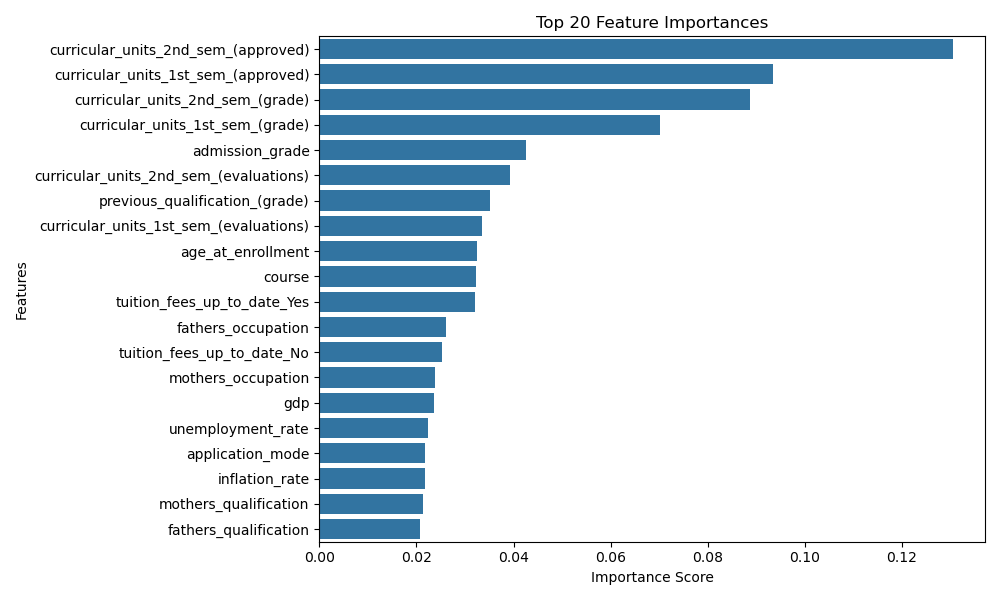 Top 20 Feature Importances
Features
curricular_units_2nd_sem_(approved)
curricular_units_1st_sem_(approved)
curricular_units_2nd_sem_(grade)
curricular_units_1st_sem_(grade)
admission_grade
curricular_units_2nd_sem_(evaluations)
previous_qualification_(grade)
curricular_units_1st_sem_(evaluations)
age_at_enrollment
course
tuition_fees_up_to_date_Yes
fathers_occupation
tuition_fees_up_to_date_No
mothers_occupation
gdp
unemployment_rate
application_mode
inflation_rate
mothers_qualification
fathers_qualification
0.00 0.02 0.04 0.06 0.08 0.10 0.12
Importance Score